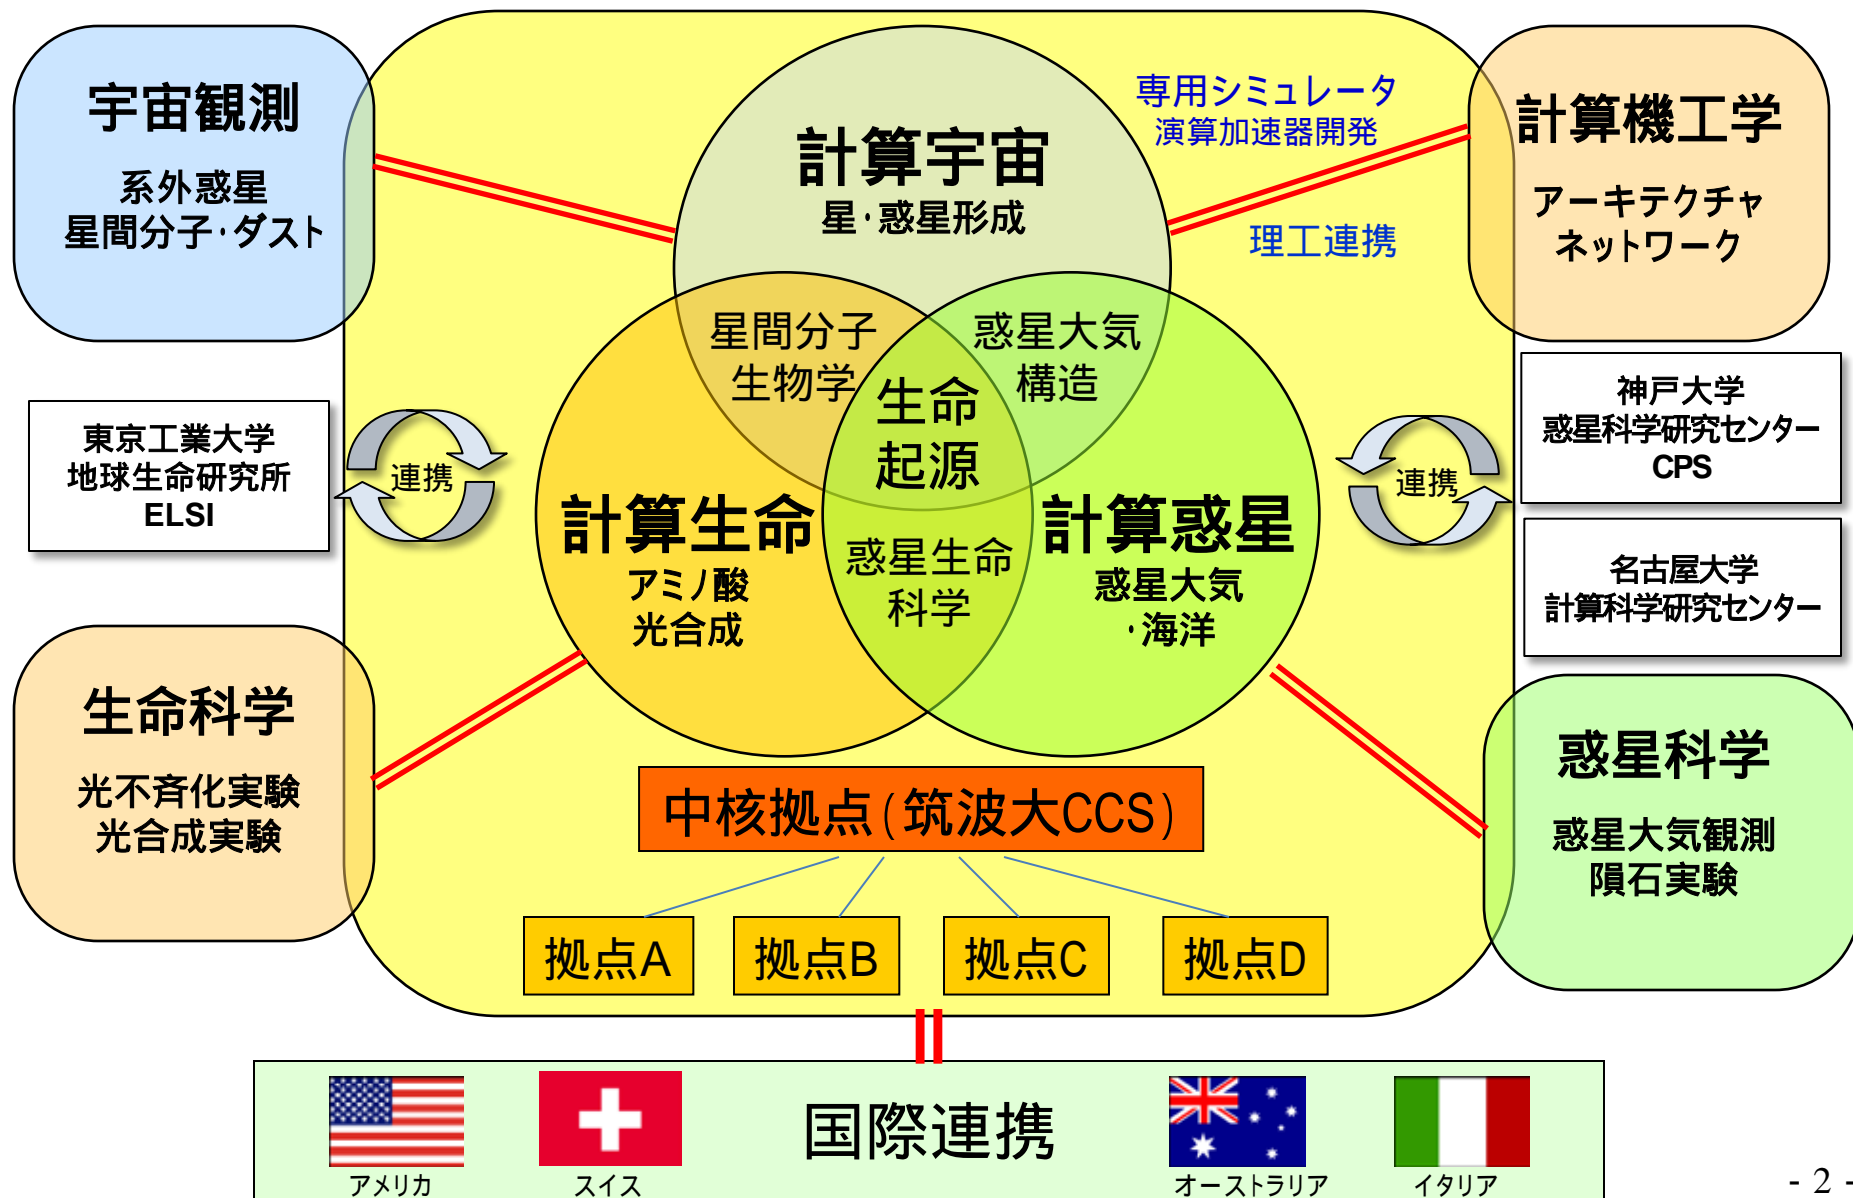 宇宙観測
系外惑星
星間分子・ダスト
計算宇宙
星・惑星形成
専用シミュレータ
演算加速器開発
理工連携
計算機工学
アーキテクチャ
ネットワーク
星間分子
生物学
惑星大気
構造
生命
起源
東京工業大学
地球生命研究所
ELSI
連携
連携
神戸大学
惑星科学研究センター
CPS
名古屋大学
計算科学研究センター
計算生命
アミノ酸
光合成
惑星生命
科学
計算惑星
惑星大気
・海洋
生命科学
光不斉化実験
光合成実験
惑星科学
惑星大気観測
隕石実験
中核拠点(筑波大CCS)
拠点A
拠点B
拠点C
拠点D
国際連携
アメリカ
スイス
オーストラリア
イタリア
- 2 -